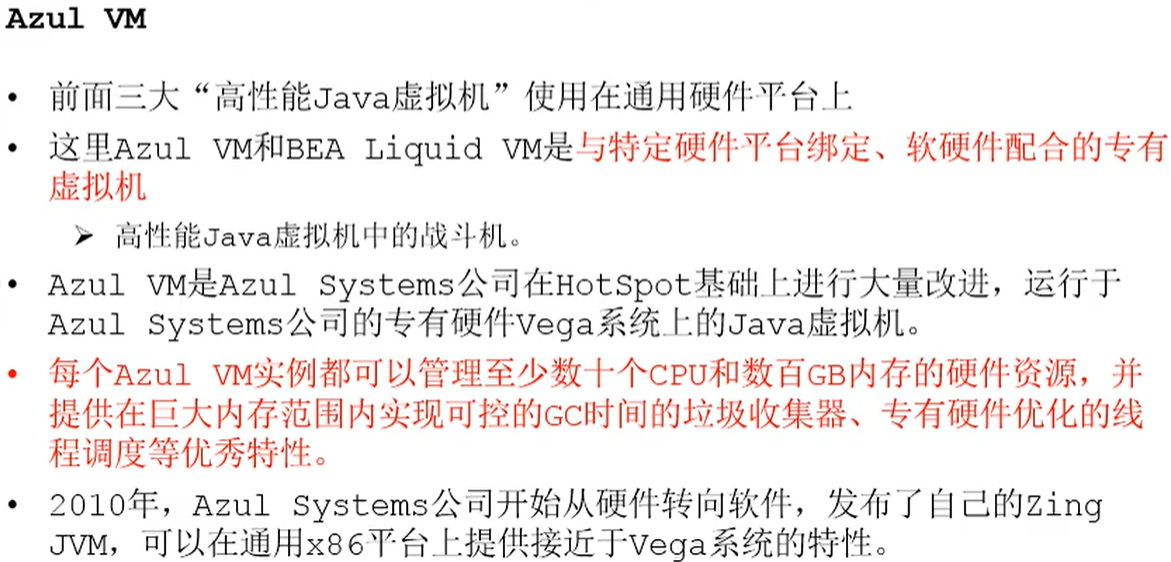 Azul VM
• 前面三大“高性能Java虚拟机”使用在通用硬件平台上
• 这里Azul VM和BEA Liquid VM是与特定硬件平台绑定、软硬件配合的专有
虚拟机
➢ 高性能Java虚拟机中的战斗机。
• Azul VM是Azul Systems公司在HotSpot基础上进行大量改进，运行于
Azul Systems公司的专有硬件Vega系统上的Java虚拟机。
• 每个Azul VM实例都可以管理至少数十个CPU和数百GB内存的硬件资源，并
提供在巨大内存范围内实现可控的GC时间的垃圾收集器、专有硬件优化的线
程调度等优秀特性。
• 2010年，Azul Systems公司开始从硬件转向软件，发布了自己的Zing
JVM，可以在通用x86平台上提供接近于Vega系统的特性。